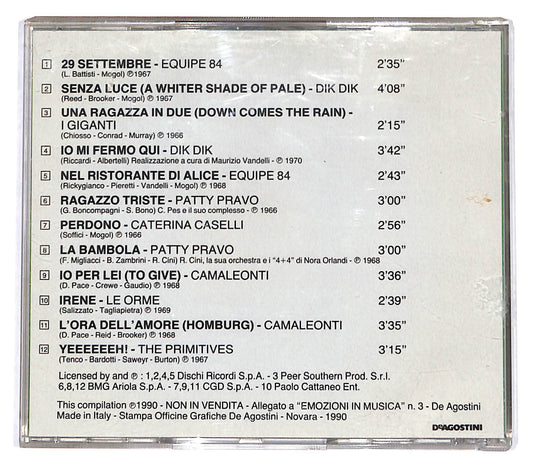 1 29 SETTEMBRE - EQUIPE 84 2'35"
(L. Battisti - Mogol) ℗1967
2 SENZA LUCE (A WHITER SHADE OF PALE) - DIK DIK 4'08"
(Reed - Brooker - Mogol) ℗ 1967
3 UNA RAGAZZA IN DUE (DOWN COMES THE RAIN) -
I GIGANTI 2'15"
(Chiosso - Conrad - Murray) ℗ 1966
4 IO MI FERMO QUI - DIK DIK 3'42"
(Riccardi - Albertelli) Realizzazione a cura di Maurizio Vandelli - ℗ 1970
5 NEL RISTORANTE DI ALICE - EQUIPE 84 2'43"
(Rickygianco - Pieretti - Vandelli - Mogol) ℗ 1968
6 RAGAZZO TRISTE - PATTY PRAVO 3'00"
(G. Boncompagni - S. Bono) C. Pes e il suo complesso - ℗ 1966
7 PERDONO - CATERINA CASELLI 2'56"
(Soffici - Mogol) ℗ 1966
8 LA BAMBOLA - PATTY PRAVO 3'00"
(F. Migliacci - B. Zambrini - R. Cini) R. Cini, la sua orchestra e i "4+4" di Nora Orlandi - ℗ 1968
9 IO PER LEI (TO GIVE) - CAMALEONTI 3'36"
(D. Pace - Crewe - Gaudio) ℗ 1968
10 IRENE - LE ORME 2'39"
(Salizzato - Tagliapietra) ℗ 1969
11 L'ORA DELL'AMORE (HOMBURG) - CAMALEONTI 3'35"
(D. Pace - Reid - Brooker) ℗ 1968
12 YEEEEEEH! - THE PRIMITIVES 3'15"
(Tenco - Bardotti - Saweyr - Burton) ℗ 1967
Licensed by and ℗ : 1,2,4,5 Dischi Ricordi S.p.A. - 3 Peer Southern Prod. S.r.l.
6,8,12 BMG Ariola S.p.A. - 7,9,11 CGD S.p.A. - 10 Paolo Cattaneo Ent.
This compilation ℗1990 - NON IN VENDITA - Allegato a "EMOZIONI IN MUSICA" n. 3 - De Agostini
Made in Italy - Stampa Officine Grafiche De Agostini - Novara - 1990
DEAGOSTINI